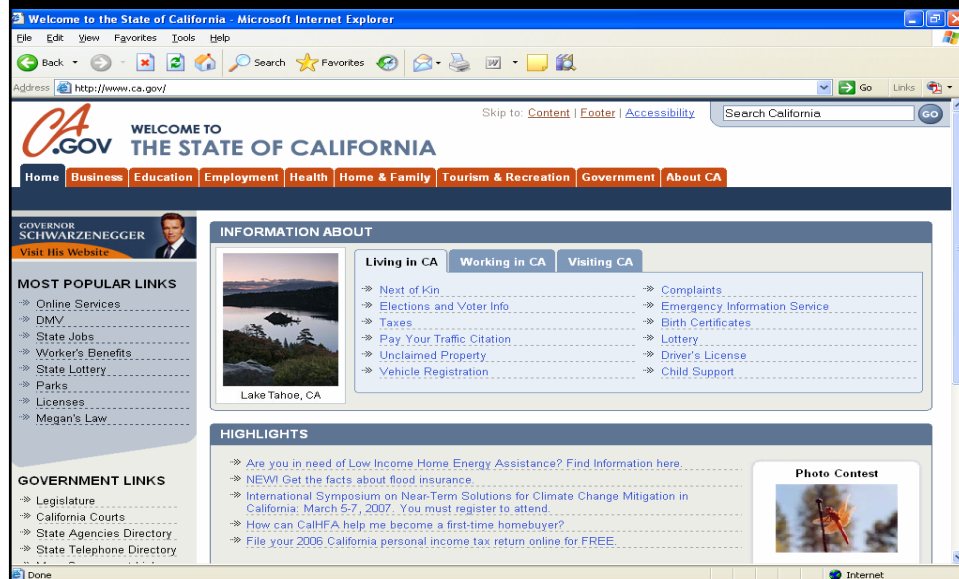 Welcome to the State of California - Microsoft Internet Explorer
File Edit View Favorites Tools Help
Back Search Favorites
Address http://www.ca.gov/ Go Links
Skip to: Content | Footer | Accessibility Search California GO
CA.GOV
WELCOME TO
THE STATE OF CALIFORNIA
Home Business Education Employment Health Home & Family Tourism & Recreation Government About CA
GOVERNOR
SCHWARZENEGGER
Visit His Website
MOST POPULAR LINKS
Online Services
DMV
State Jobs
Worker's Benefits
State Lottery
Parks
Licenses
Megan's Law
GOVERNMENT LINKS
Legislature
California Courts
State Agencies Directory
State Telephone Directory
INFORMATION ABOUT
Lake Tahoe, CA
Living in CA Working in CA Visiting CA
Next of Kin
Elections and Voter Info
Taxes
Pay Your Traffic Citation
Unclaimed Property
Vehicle Registration
Complaints
Emergency Information Service
Birth Certificates
Lottery
Driver's License
Child Support
HIGHLIGHTS
Are you in need of Low Income Home Energy Assistance? Find Information here.
NEW! Get the facts about flood insurance.
International Symposium on Near-Term Solutions for Climate Change Mitigation in
California: March 5-7, 2007. You must register to attend.
How can CalHFA help me become a first-time homebuyer?
File your 2006 California personal income tax return online for FREE.
Photo Contest
Done Internet